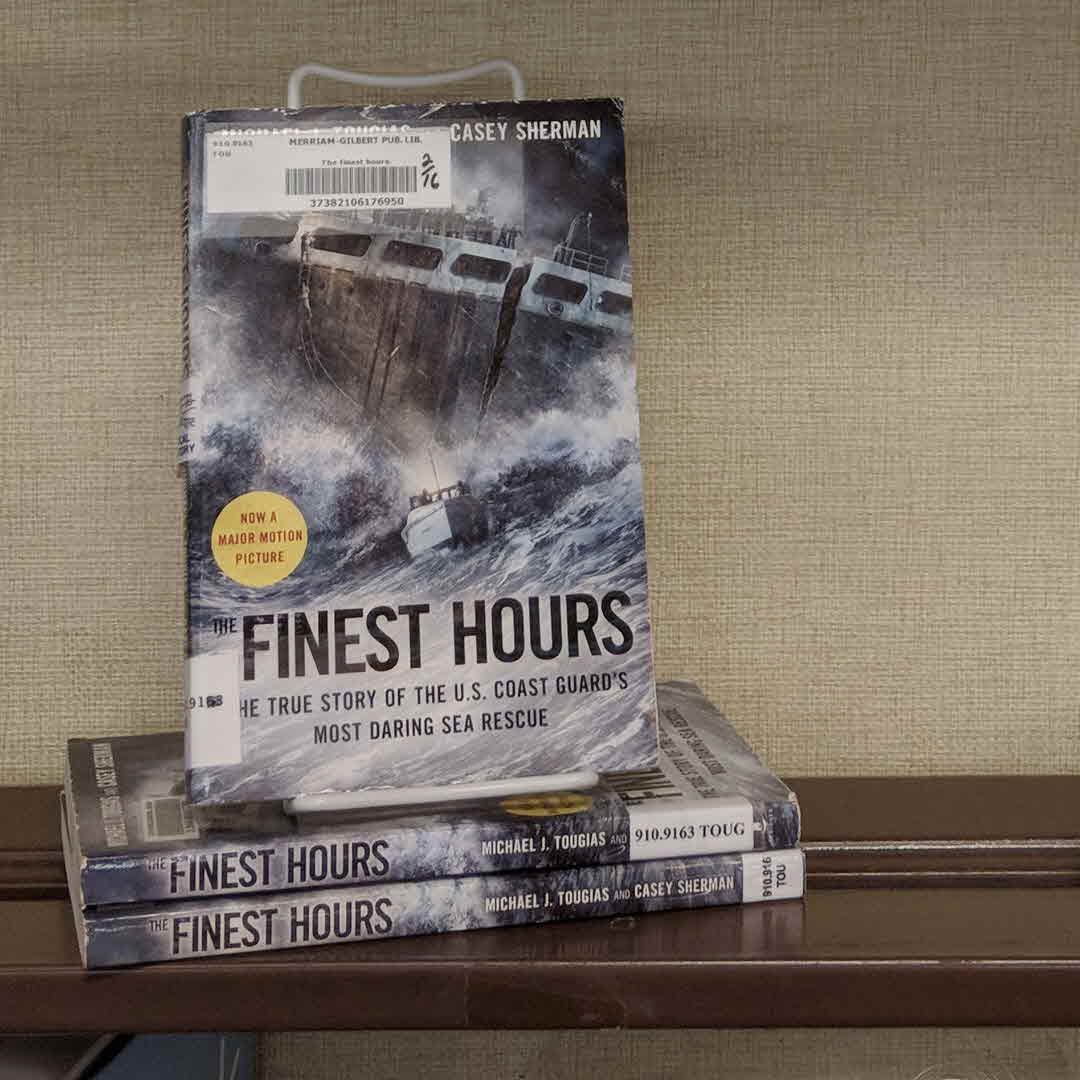 CASEY SHERMAN
910.9163
TOU
MERRIAM-GILBERT PUB. LIB.
The finest hours
37382106176950
2/16
NOW A
MAJOR MOTION
PICTURE
THE FINEST HOURS
THE TRUE STORY OF THE U.S. COAST GUARD'S
MOST DARING SEA RESCUE
THE FINEST HOURS MICHAEL J. TOUGIAS AND 910.9163 TOUG
THE FINEST HOURS MICHAEL J. TOUGIAS AND CASEY SHERMAN 910.916
TOU